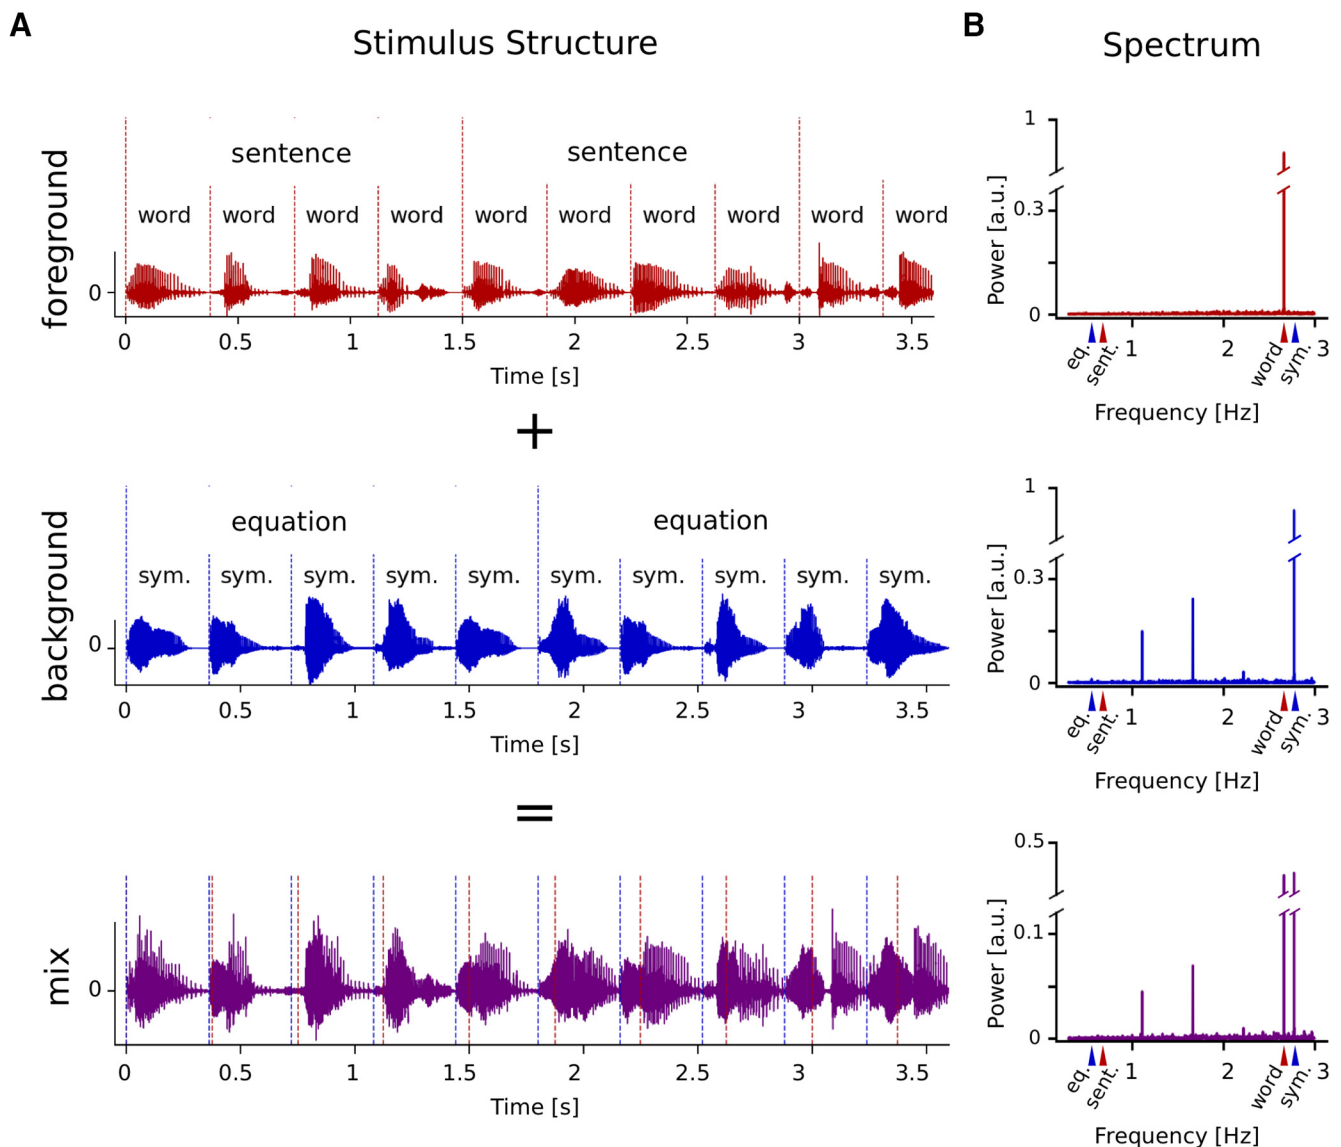 A
Stimulus Structure
B
Spectrum
foreground
sentence sentence
word word word word word word word word word word
0
0 0.5 1 1.5 2 2.5 3 3.5
Time [s]
Power [a.u.]
1
0.3
0
eq. sent. 1 2 word sym. 3
Frequency [Hz]
+
background
equation equation
sym. sym. sym. sym. sym. sym. sym. sym. sym. sym.
0
0 0.5 1 1.5 2 2.5 3 3.5
Time [s]
Power [a.u.]
1
0.3
0
eq. sent. 1 2 word sym. 3
Frequency [Hz]
=
mix
0
0 0.5 1 1.5 2 2.5 3 3.5
Time [s]
Power [a.u.]
0.5
0.1
0
eq. sent. 1 2 word sym. 3
Frequency [Hz]